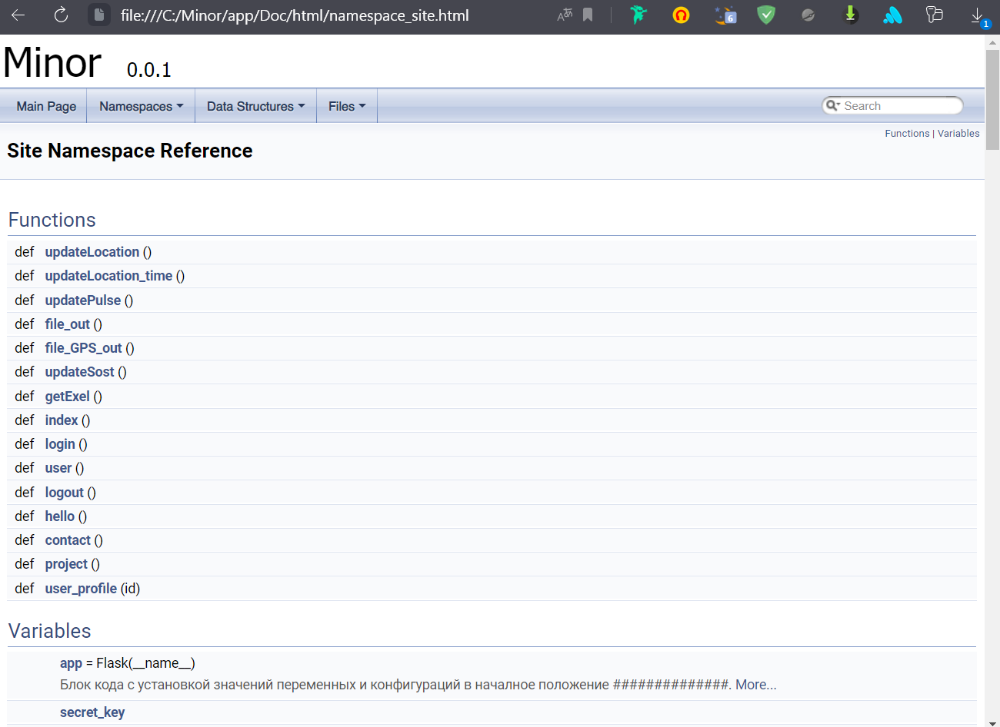 file:///C:/Minor/app/Doc/html/namespace_site.html
6
1
Minor 0.0.1
Main Page Namespaces Data Structures Files Search
Functions | Variables
Site Namespace Reference
Functions
def updateLocation ()
def updateLocation_time ()
def updatePulse ()
def file_out ()
def file_GPS_out ()
def updateSost ()
def getExel ()
def index ()
def login ()
def user ()
def logout ()
def hello ()
def contact ()
def project ()
def user_profile (id)
Variables
app = Flask(__name__)
Блок кода с установкой значений переменных и конфигураций в началное положение ##############. More...
secret_key